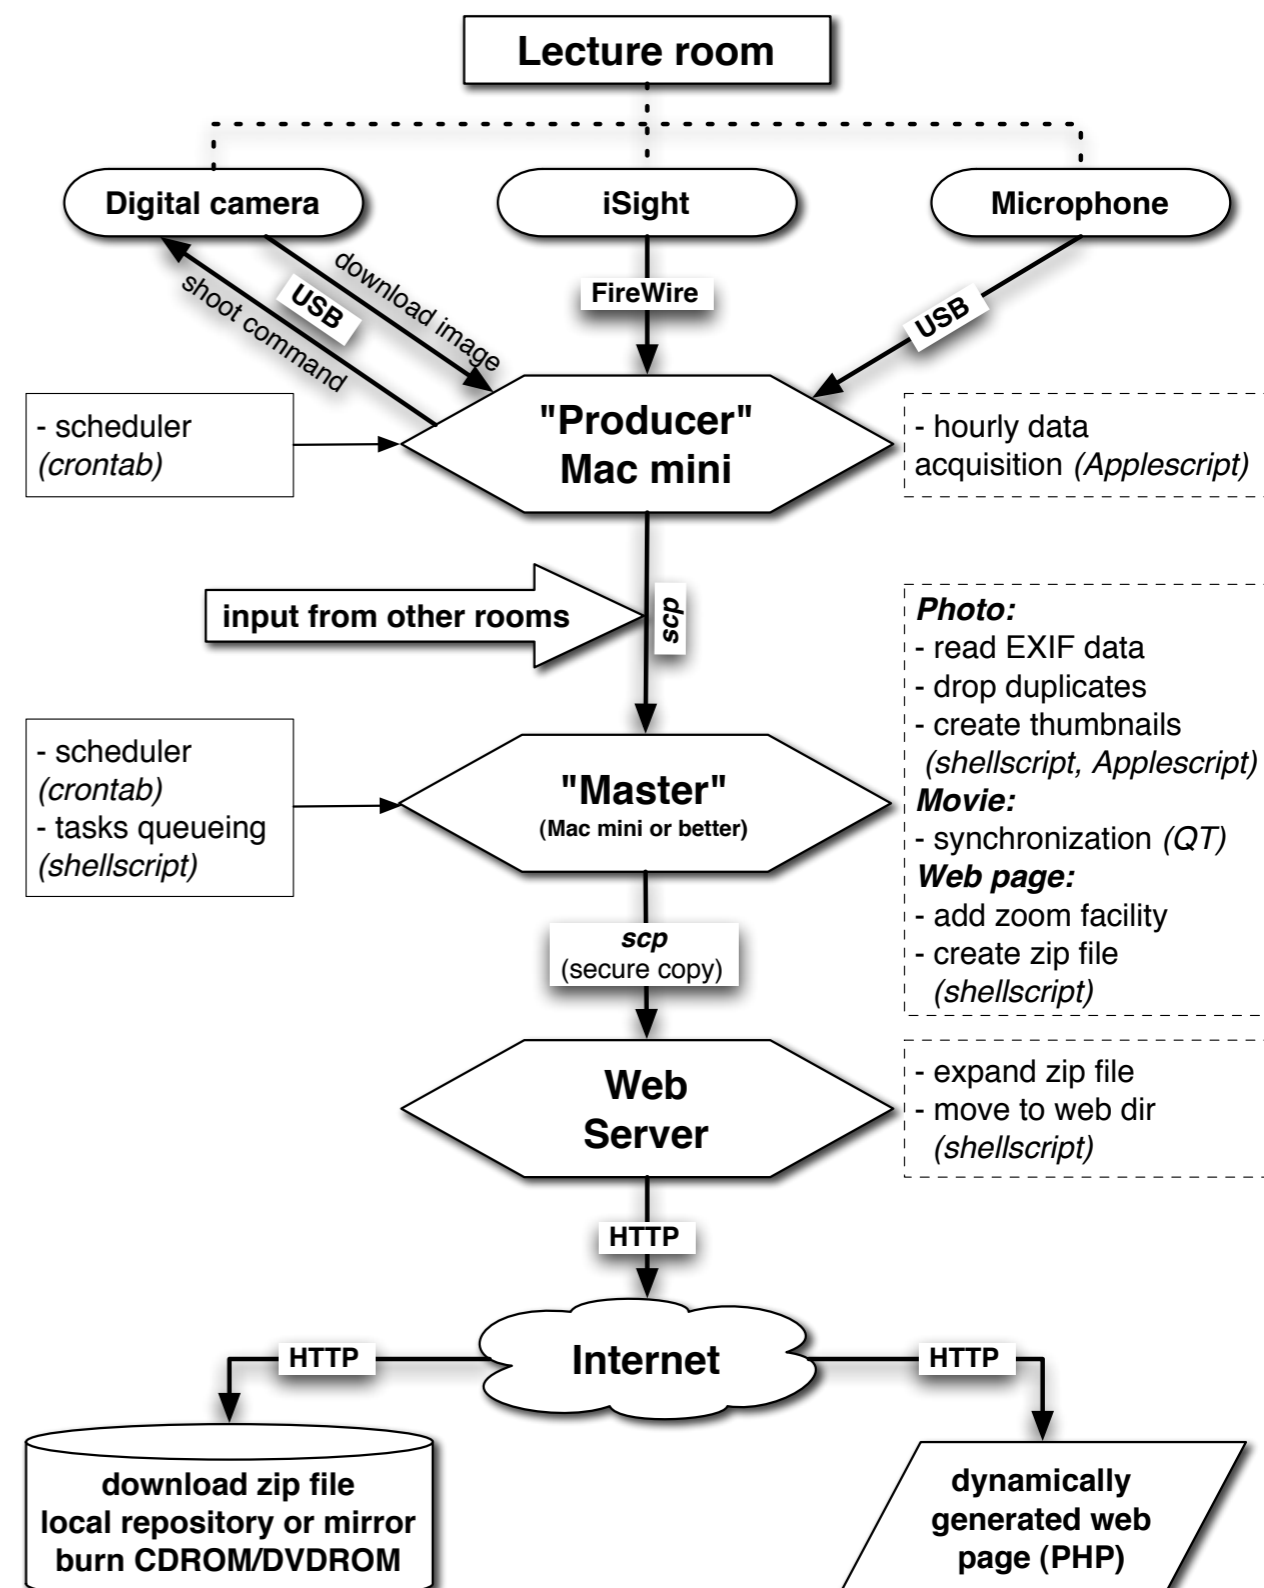 Lecture room
Digital camera
iSight
Microphone
download image
USB
shoot command
FireWire
USB
- scheduler
(crontab)
"Producer"
Mac mini
- hourly data
acquisition (Applescript)
input from other rooms
scp
Photo:
- read EXIF data
- drop duplicates
- create thumbnails
(shellscript, Applescript)
Movie:
- synchronization (QT)
Web page:
- add zoom facility
- create zip file
(shellscript)
- scheduler
(crontab)
- tasks queueing
(shellscript)
"Master"
(Mac mini or better)
scp
(secure copy)
Web
Server
- expand zip file
- move to web dir
(shellscript)
HTTP
Internet
HTTP
HTTP
download zip file
local repository or mirror
burn CDROM/DVDROM
dynamically
generated web
page (PHP)